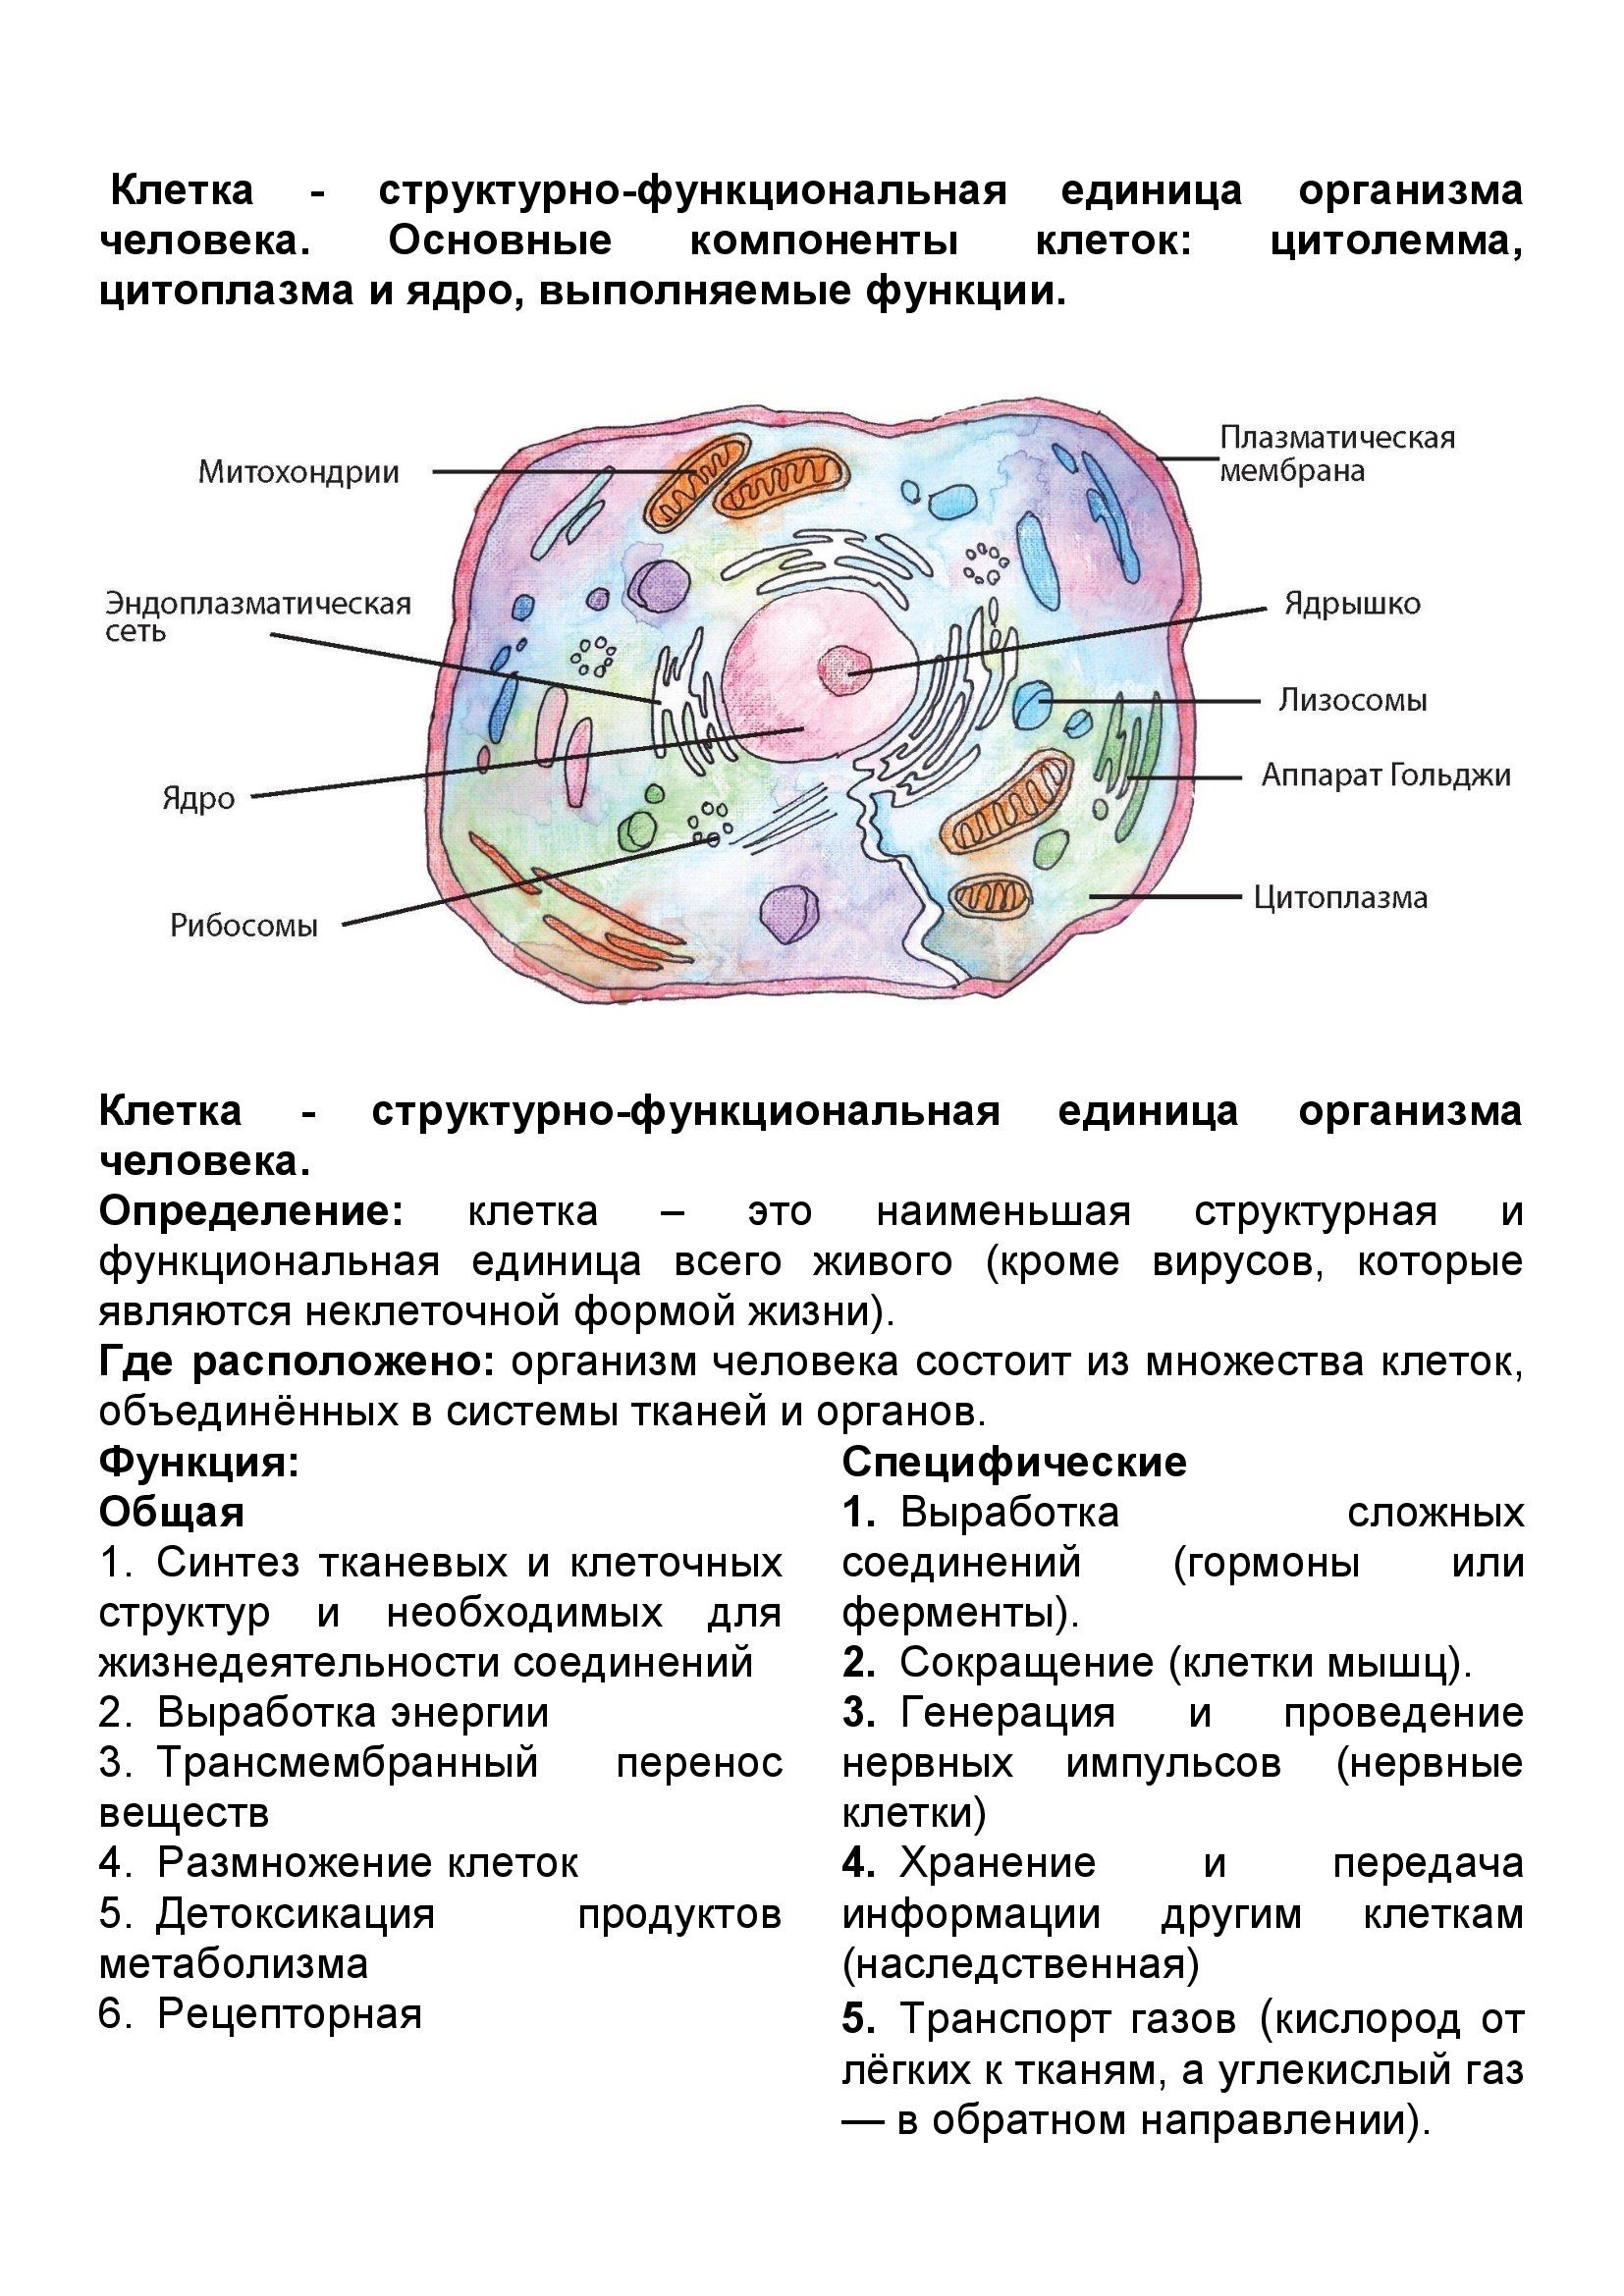 Клетка - структурно-функциональная единица организма
человека. Основные компоненты клеток: цитолемма,
цитоплазма и ядро, выполняемые функции.
Митохондрии
Эндоплазматическая
сеть
Ядро
Рибосомы
Плазматическая
мембрана
Ядрышко
Лизосомы
Аппарат Гольджи
Цитоплазма
Клетка - структурно-функциональная единица организма
человека.
Определение: клетка – это наименьшая структурная и
функциональная единица всего живого (кроме вирусов, которые
являются неклеточной формой жизни).
Где расположено: организм человека состоит из множества клеток,
объединённых в системы тканей и органов.
Функция:
Общая
1. Синтез тканевых и клеточных
структур и необходимых для
жизнедеятельности соединений
2. Выработка энергии
3. Трансмембранный перенос
веществ
4. Размножение клеток
5. Детоксикация продуктов
метаболизма
6. Рецепторная
Специфические
1. Выработка сложных
соединений (гормоны или
ферменты).
2. Сокращение (клетки мышц).
3. Генерация и проведение
нервных импульсов (нервные
клетки)
4. Хранение и передача
информации другим клеткам
(наследственная)
5. Транспорт газов (кислород от
лёгких к тканям, а углекислый газ
— в обратном направлении).